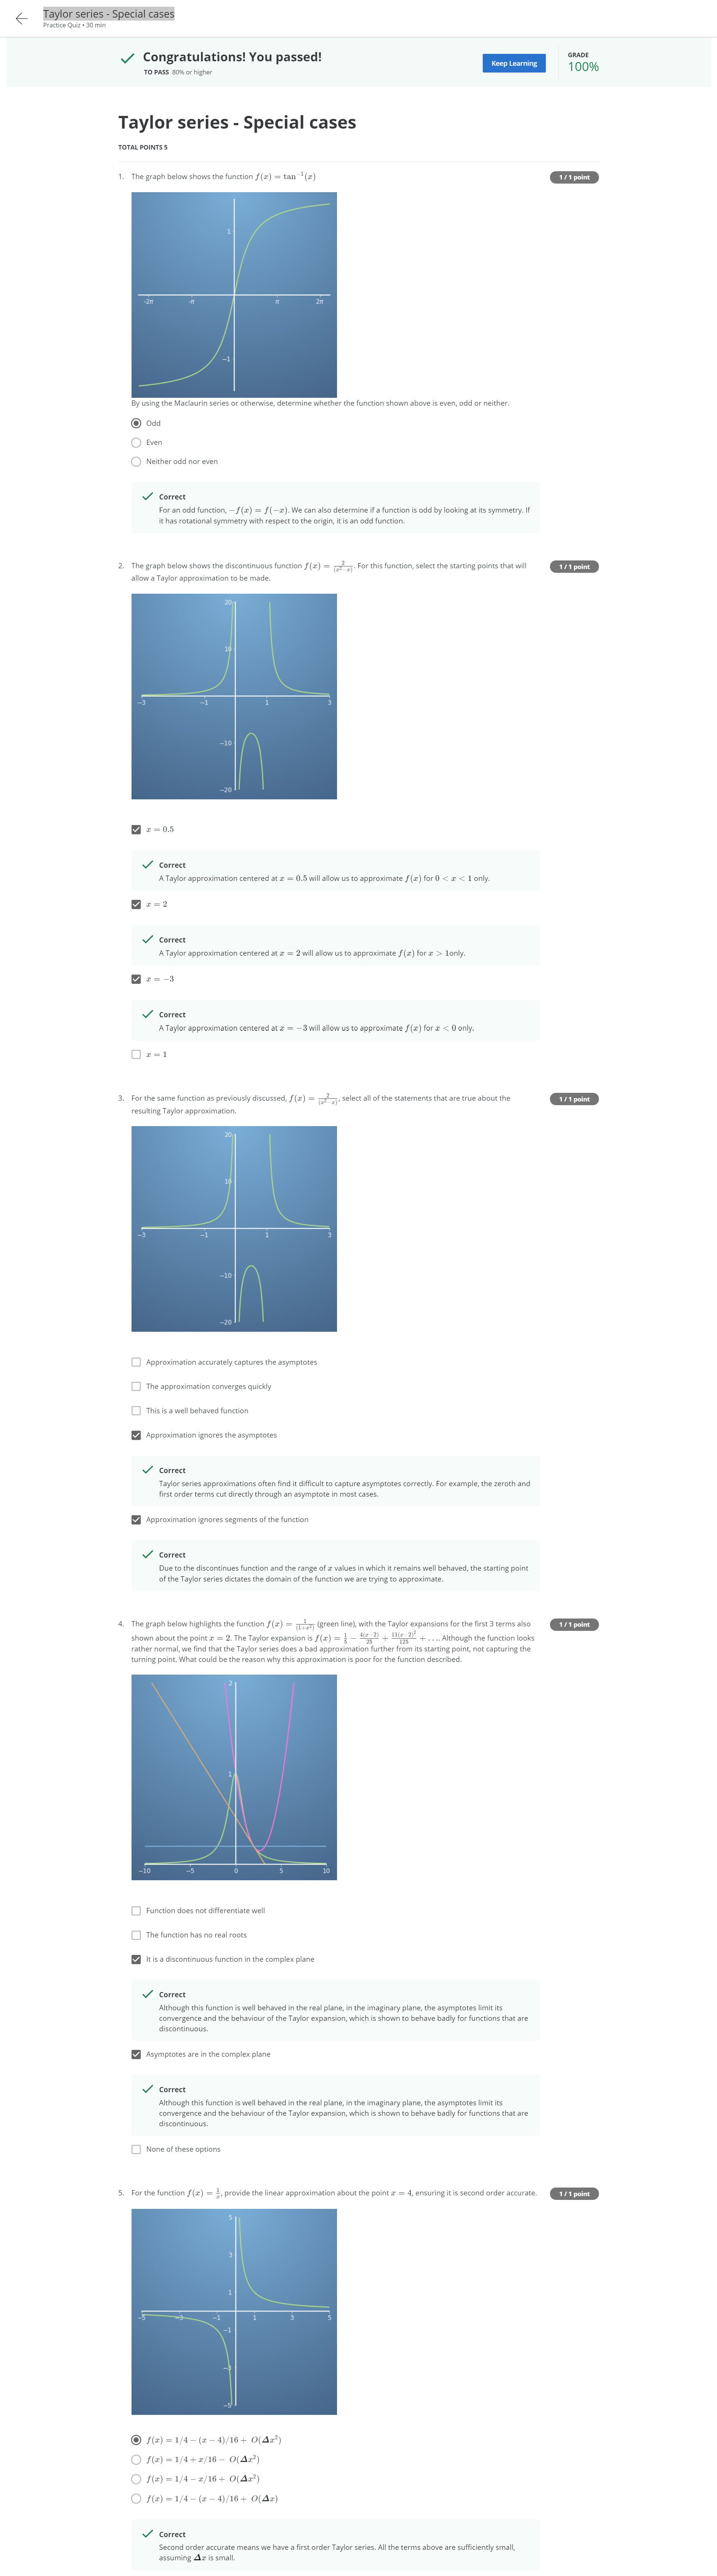 Taylor series - Special cases
Practice Quiz • 30 min
Congratulations! You passed!
TO PASS 80% or higher
Keep Learning
GRADE
100%
Taylor series - Special cases
TOTAL POINTS 5
1. The graph below shows the function f(x) = tan⁻¹(x)
1 / 1 point
1
-2π -π π 2π
−1
By using the Maclaurin series or otherwise, determine whether the function shown above is even, odd or neither.
Odd
Even
Neither odd nor even
Correct
For an odd function, −f(x) = f(−x). We can also determine if a function is odd by looking at its symmetry. If
it has rotational symmetry with respect to the origin, it is an odd function.
2. The graph below shows the discontinuous function f(x) = 2/(x²−x). For this function, select the starting points that will
1 / 1 point
allow a Taylor approximation to be made.
20
10
−3 −1 1 3
−10
−20
x = 0.5
Correct
A Taylor approximation centered at x = 0.5 will allow us to approximate f(x) for 0 < x < 1 only.
x = 2
Correct
A Taylor approximation centered at x = 2 will allow us to approximate f(x) for x > 1only.
x = −3
Correct
A Taylor approximation centered at x = −3 will allow us to approximate f(x) for x < 0 only.
x = 1
3. For the same function as previously discussed, f(x) = 2/(x²−x), select all of the statements that are true about the
1 / 1 point
resulting Taylor approximation.
20
10
−3 −1 1 3
−10
−20
Approximation accurately captures the asymptotes
The approximation converges quickly
This is a well behaved function
Approximation ignores the asymptotes
Correct
Taylor series approximations often find it difficult to capture asymptotes correctly. For example, the zeroth and
first order terms cut directly through an asymptote in most cases.
Approximation ignores segments of the function
Correct
Due to the discontinues function and the range of x values in which it remains well behaved, the starting point
of the Taylor series dictates the domain of the function we are trying to approximate.
4. The graph below highlights the function f(x) = 1/(1+x²) (green line), with the Taylor expansions for the first 3 terms also
1 / 1 point
shown about the point x = 2. The Taylor expansion is f(x) = 1/5 − 4(x−2)/25 + 11(x−2)²/125 + .... Although the function looks
rather normal, we find that the Taylor series does a bad approximation further from its starting point, not capturing the
turning point. What could be the reason why this approximation is poor for the function described.
2
1
−10 −5 0 5 10
Function does not differentiate well
The function has no real roots
It is a discontinuous function in the complex plane
Correct
Although this function is well behaved in the real plane, in the imaginary plane, the asymptotes limit its
convergence and the behaviour of the Taylor expansion, which is shown to behave badly for functions that are
discontinuous.
Asymptotes are in the complex plane
Correct
Although this function is well behaved in the real plane, in the imaginary plane, the asymptotes limit its
convergence and the behaviour of the Taylor expansion, which is shown to behave badly for functions that are
discontinuous.
None of these options
5. For the function f(x) = 1/x, provide the linear approximation about the point x = 4, ensuring it is second order accurate.
1 / 1 point
5
3
1
−5 −3 −1 1 3 5
−1
−3
−5
f(x) = 1/4 − (x − 4)/16 + O(Δx²)
f(x) = 1/4 + x/16 − O(Δx²)
f(x) = 1/4 − x/16 + O(Δx²)
f(x) = 1/4 − (x − 4)/16 + O(Δx)
Correct
Second order accurate means we have a first order Taylor series. All the terms above are sufficiently small,
assuming Δx is small.